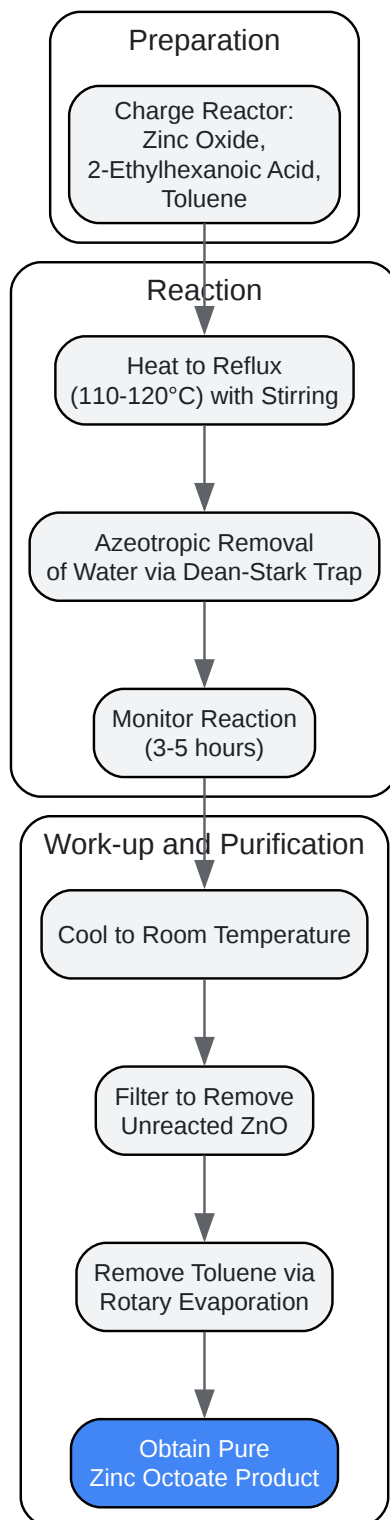 Preparation
Charge Reactor:
Zinc Oxide,
2-Ethylhexanoic Acid,
Toluene
Reaction
Heat to Reflux
(110-120°C) with Stirring
Azeotropic Removal
of Water via Dean-Stark Trap
Monitor Reaction
(3-5 hours)
Work-up and Purification
Cool to Room Temperature
Filter to Remove
Unreacted ZnO
Remove Toluene via
Rotary Evaporation
Obtain Pure
Zinc Octoate Product